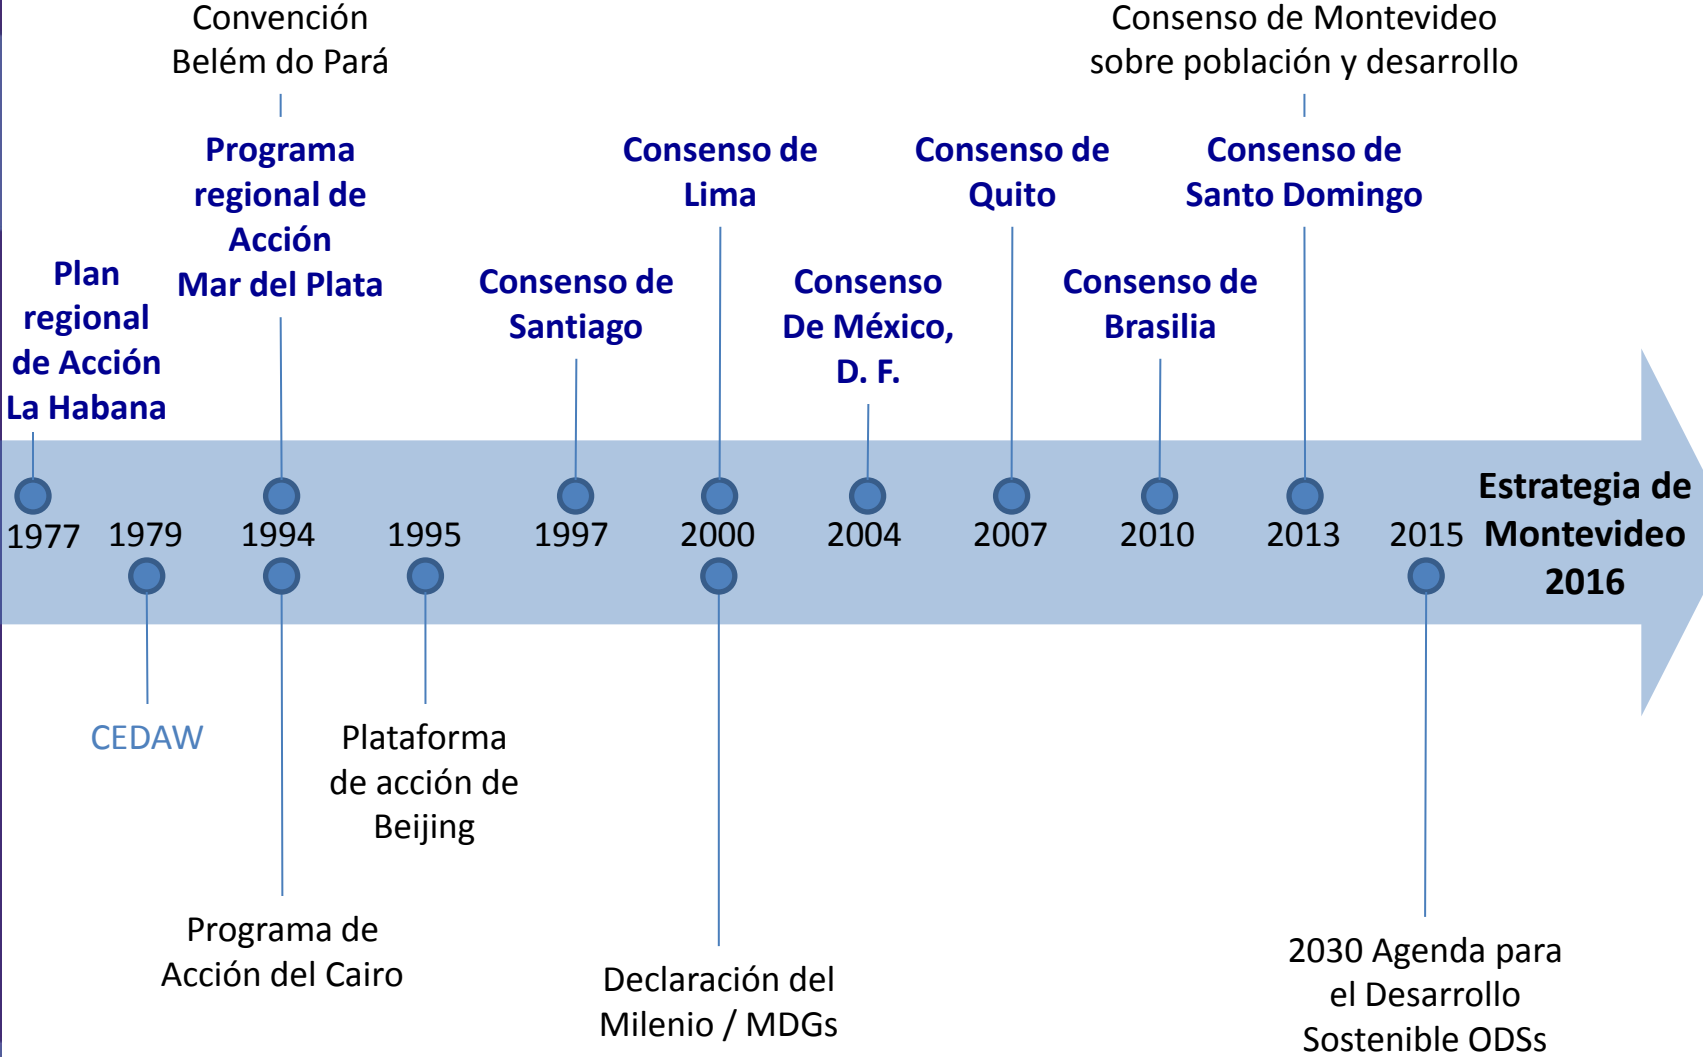 Convención
Belém do Pará
Consenso de Montevideo
sobre población y desarrollo
Programa
regional de
Acción
Mar del Plata
Consenso de
Lima
Consenso de
Quito
Consenso de
Santo Domingo
Plan
regional
de Acción
La Habana
Consenso de
Santiago
Consenso
De México,
D. F.
Consenso de
Brasilia
1977 1979 1994 1995 1997 2000 2004 2007 2010 2013 2015
Estrategia de
Montevideo
2016
CEDAW
Plataforma
de acción de
Beijing
Programa de
Acción del Cairo
Declaración del
Milenio / MDGs
2030 Agenda para
el Desarrollo
Sostenible ODSs